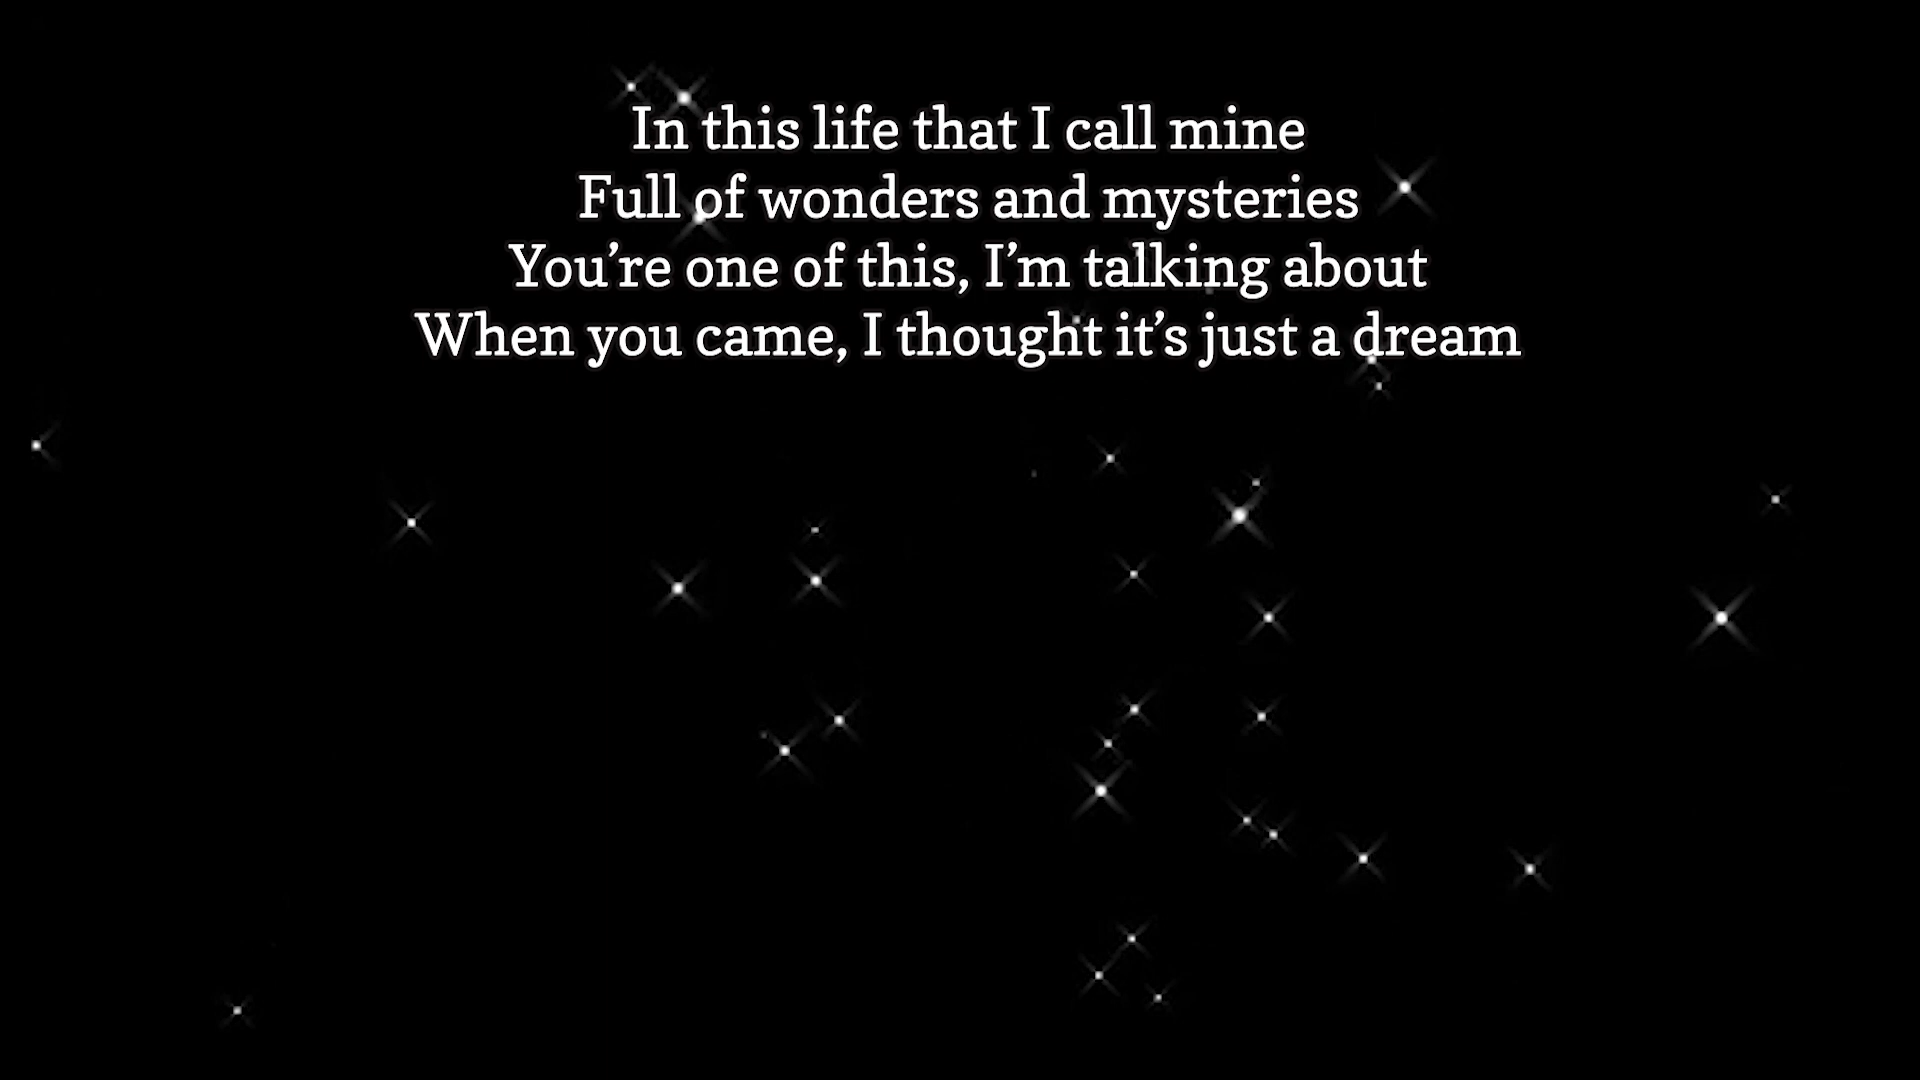 In this life that I call mine
Full of wonders and mysteries
You’re one of this, I’m talking about
When you came, I thought it’s just a dream